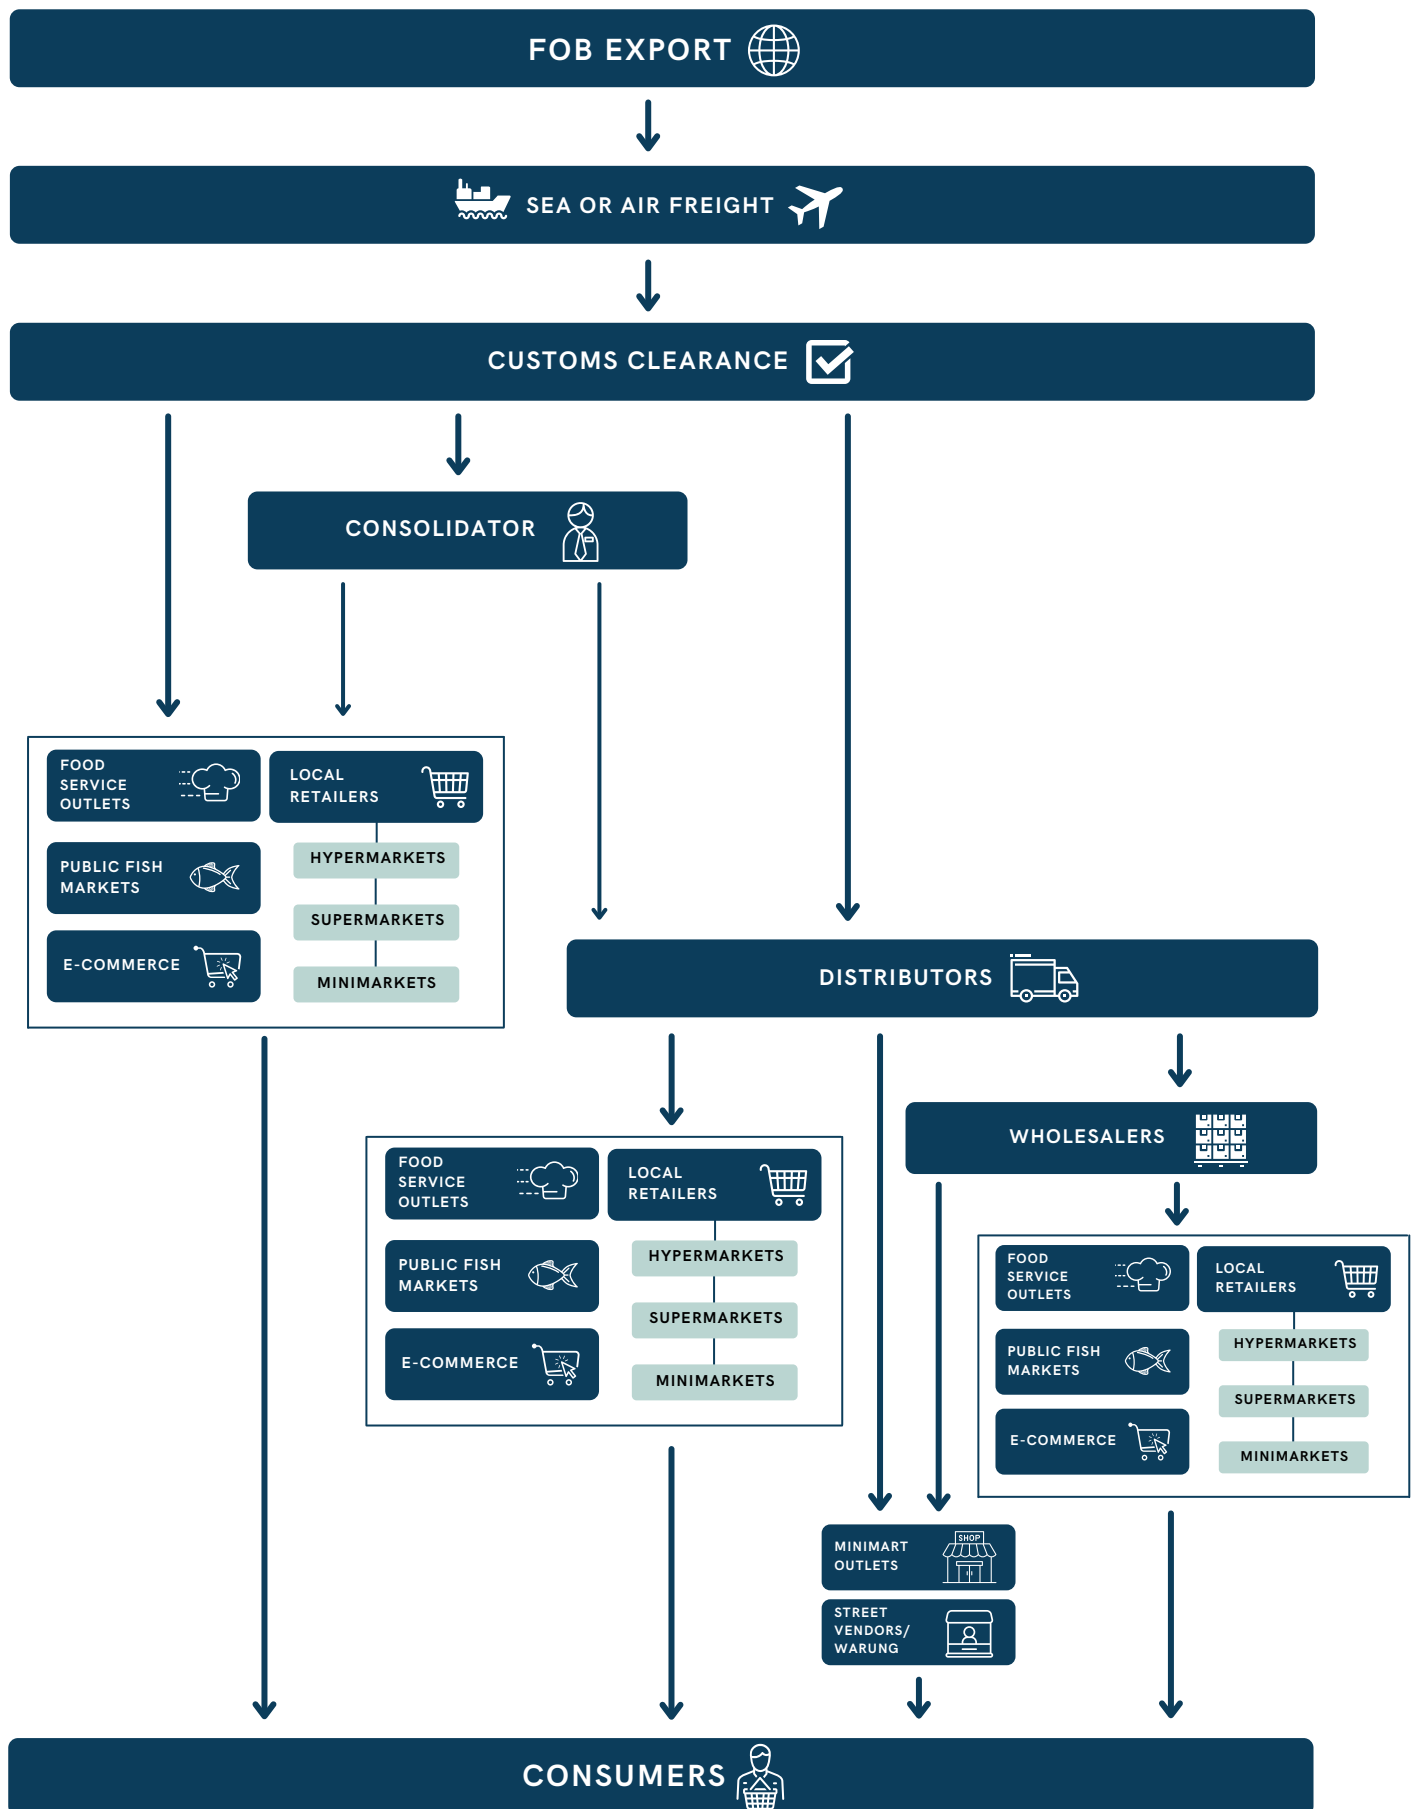 FOB EXPORT
SEA OR AIR FREIGHT
CUSTOMS CLEARANCE
CONSOLIDATOR
FOOD
SERVICE
OUTLETS
LOCAL
RETAILERS
PUBLIC FISH
MARKETS
HYPERMARKETS
SUPERMARKETS
E-COMMERCE
MINIMARKETS
DISTRIBUTORS
WHOLESALERS
FOOD
SERVICE
OUTLETS
LOCAL
RETAILERS
PUBLIC FISH
MARKETS
HYPERMARKETS
SUPERMARKETS
E-COMMERCE
MINIMARKETS
FOOD
SERVICE
OUTLETS
LOCAL
RETAILERS
PUBLIC FISH
MARKETS
HYPERMARKETS
SUPERMARKETS
E-COMMERCE
MINIMARKETS
MINIMART
OUTLETS
SHOP
STREET
VENDORS/
WARUNG
CONSUMERS